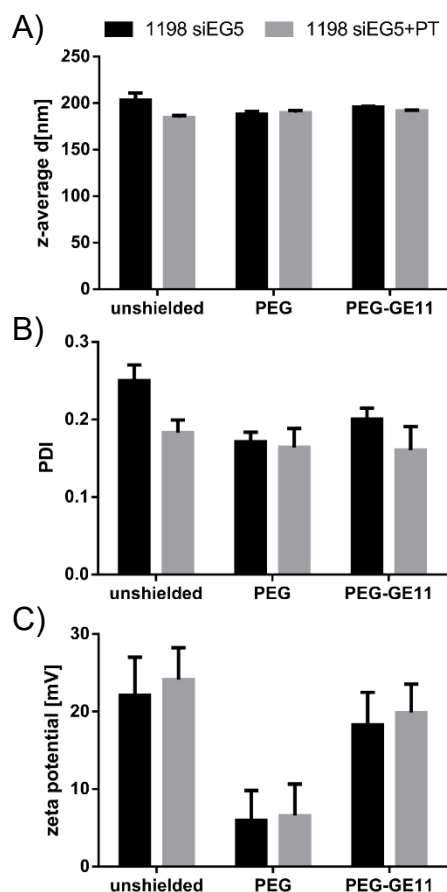 A)
1198 siEG5 1198 siEG5+PT
z-average d[nm]
250
200
150
100
50
0
unshielded PEG PEG-GE11
B)
PDI
0.3
0.2
0.1
0.0
unshielded PEG PEG-GE11
C)
zeta potential [mV]
30
20
10
0
unshielded PEG PEG-GE11